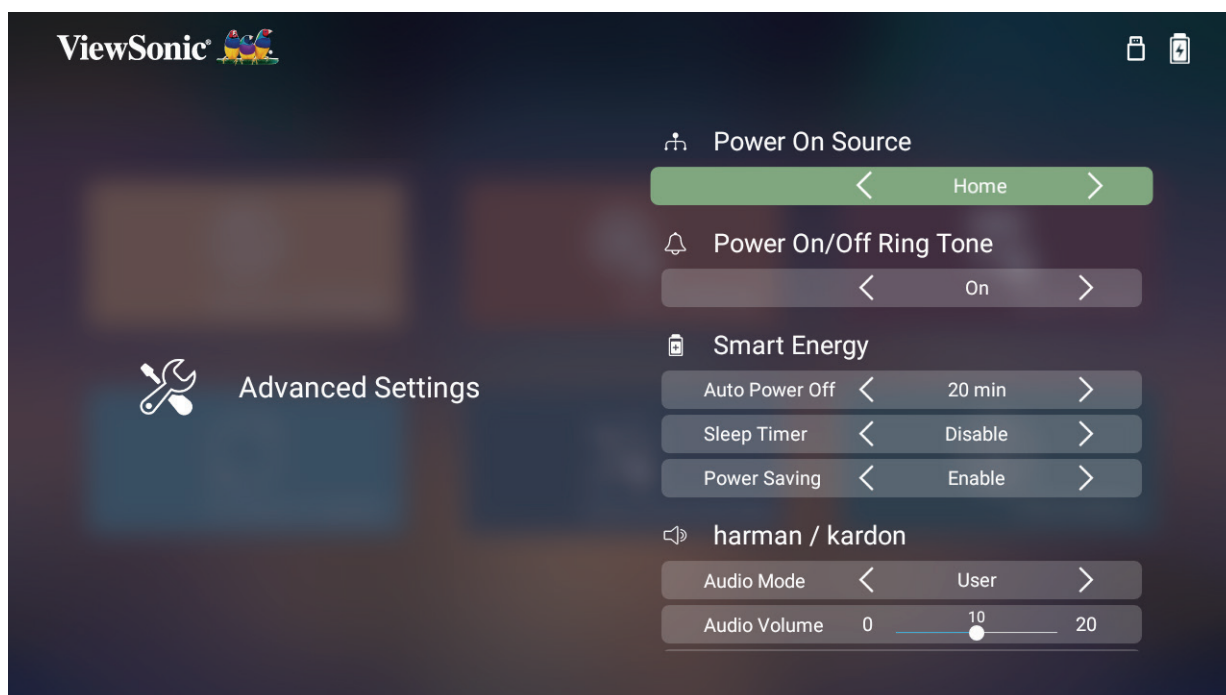 ViewSonic®
Power On Source
Home
Power On/Off Ring Tone
On
Smart Energy
Advanced Settings
Auto Power Off 20 min
Sleep Timer Disable
Power Saving Enable
harman / kardon
Audio Mode User
Audio Volume 0 10 20